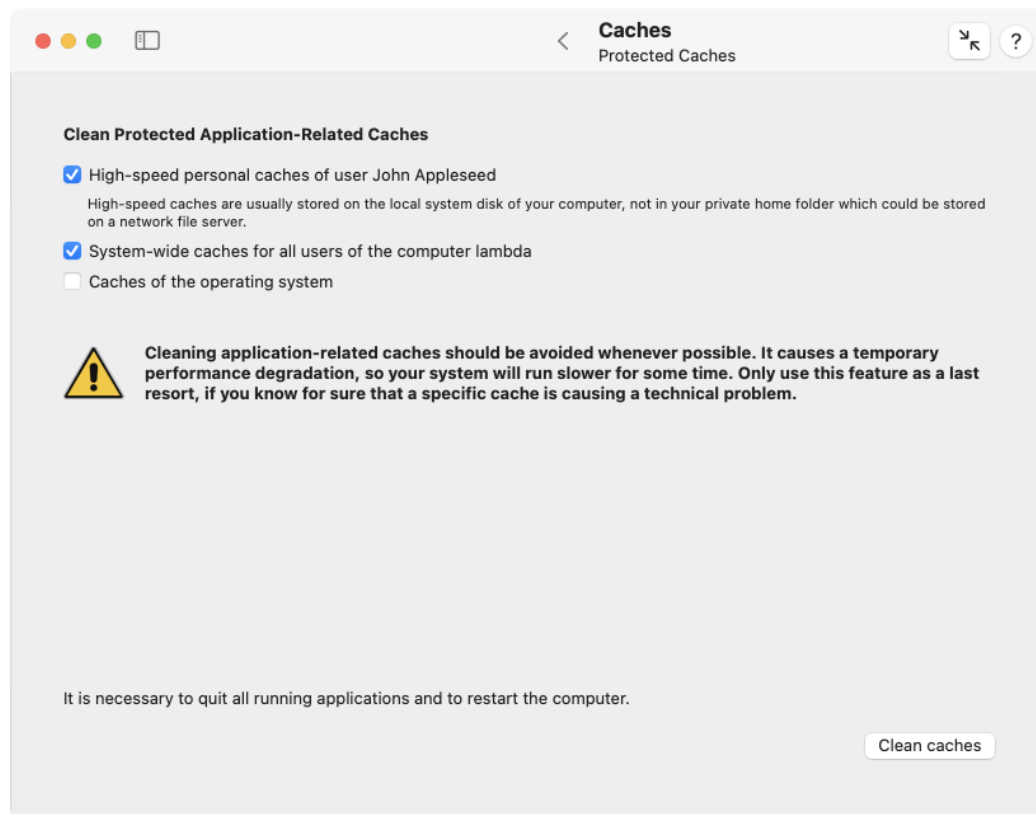 Caches
Protected Caches
?
Clean Protected Application-Related Caches
High-speed personal caches of user John Appleseed
High-speed caches are usually stored on the local system disk of your computer, not in your private home folder which could be stored
on a network file server.
System-wide caches for all users of the computer lambda
Caches of the operating system
Cleaning application-related caches should be avoided whenever possible. It causes a temporary
performance degradation, so your system will run slower for some time. Only use this feature as a last
resort, if you know for sure that a specific cache is causing a technical problem.
It is necessary to quit all running applications and to restart the computer.
Clean caches